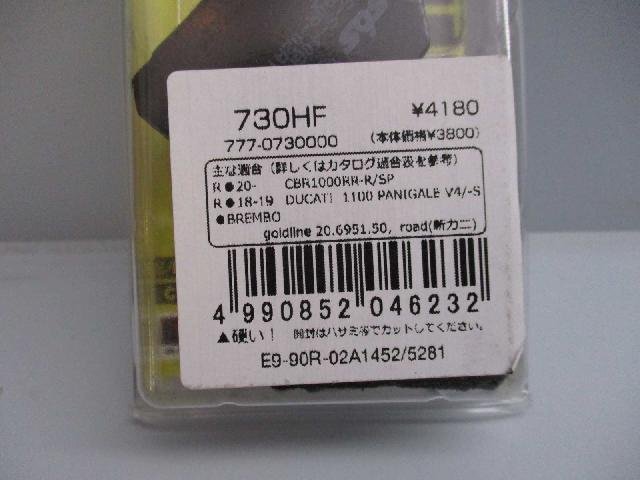 sbs
730HF
¥4180
777-0730000
(本体価格¥3800)
主な適合 (詳しくはカタログ適合表を参考)
R ●20- CBR1000RR-R/SP
R ●18-19 DUCATI 1100 PANIGALE V4/-S
●BREMBO
goldline 20.6951.50, road(新カニ)
4 990852 046232
▲硬い! 開封はハサミ等でカットしてください。
E9-90R-02A1452/5281